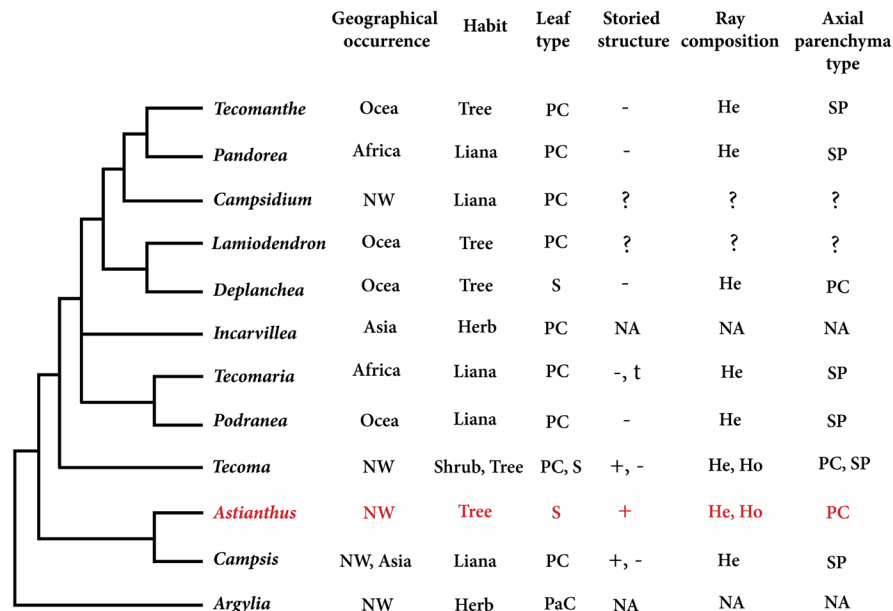 Geographical occurrence Habit Leaf type Storied structure Ray composition Axial parenchyma type
Tecomanthe Ocea Tree PC - He SP
Pandorea Africa Liana PC - He SP
Campsidium NW Liana PC ? ? ?
Lamiodendron Ocea Tree PC ? ? ?
Deplanchea Ocea Tree S - He PC
Incarvillea Asia Herb PC NA NA NA
Tecomaria Africa Liana PC -, t He SP
Podranea Ocea Liana PC - He SP
Tecoma NW Shrub, Tree PC, S +, - He, Ho PC, SP
Astianthus NW Tree S + He, Ho PC
Campsis NW, Asia Liana PC +, - He SP
Argylia NW Herb PaC NA NA NA